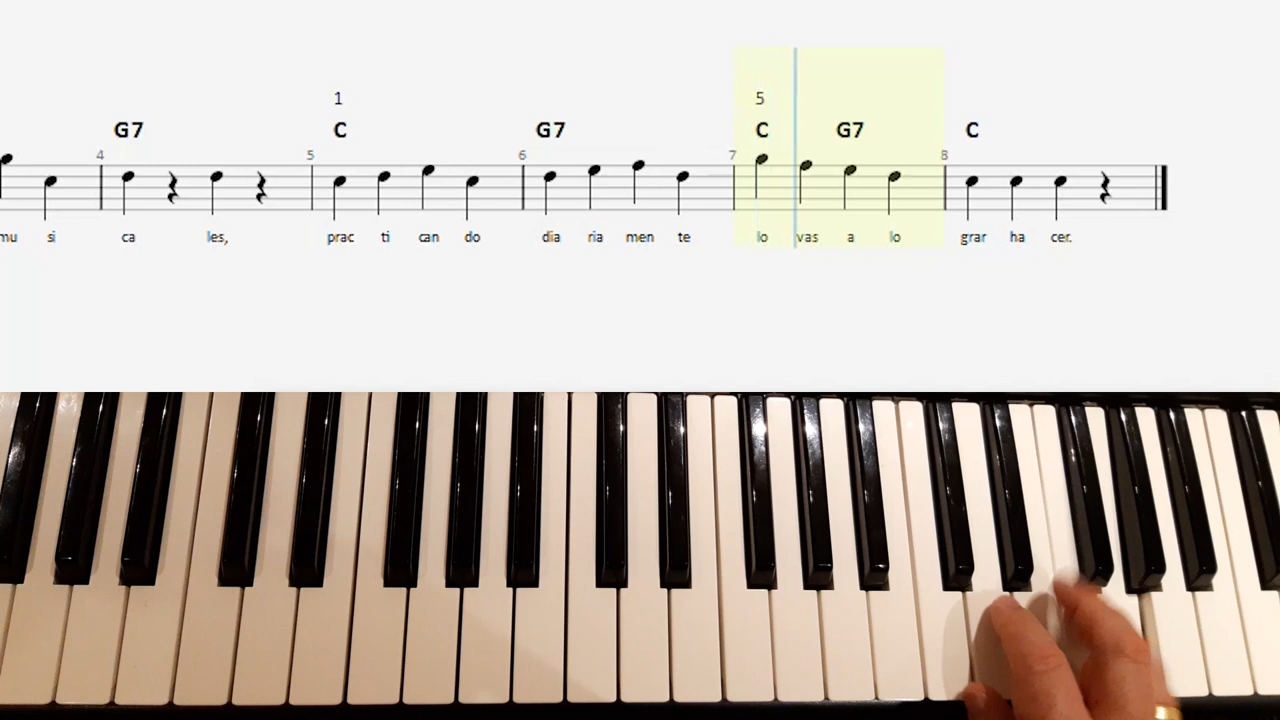 1 5
G7 C G7 C G7 C
4 5 6 7 8
mu si ca les, prac ti can do dia ria men te lo vas a lo grar ha cer.